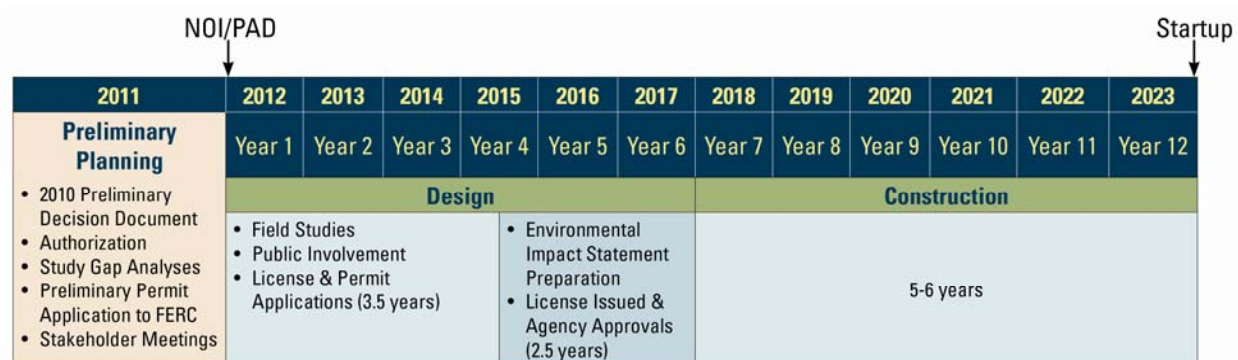 NOI/PAD
Startup
2011 2012 2013 2014 2015 2016 2017 2018 2019 2020 2021 2022 2023
Preliminary
Planning
Year 1 Year 2 Year 3 Year 4 Year 5 Year 6 Year 7 Year 8 Year 9 Year 10 Year 11 Year 12
• 2010 Preliminary
Decision Document
• Authorization
• Study Gap Analyses
• Preliminary Permit
Application to FERC
• Stakeholder Meetings
Design
Construction
• Field Studies
• Public Involvement
• License & Permit
Applications (3.5 years)
• Environmental
Impact Statement
Preparation
• License Issued &
Agency Approvals
(2.5 years)
5-6 years